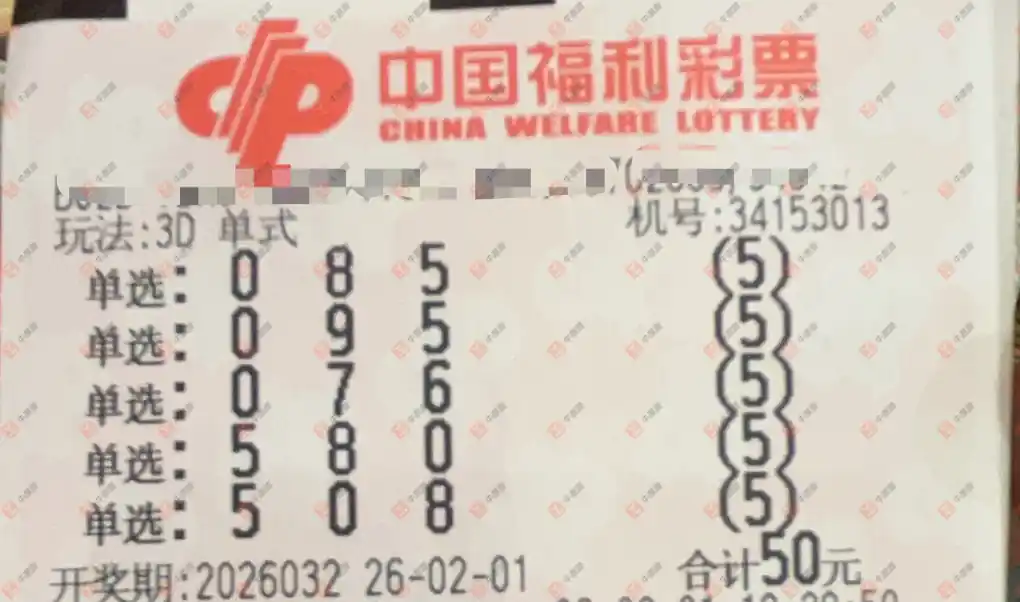 中国福利彩票
CHINA WELFARE LOTTERY
玩法:3D 单式 机号:34153013
单选: 0 8 5 (5)
单选: 0 9 5 (5)
单选: 0 7 6 (5)
单选: 5 8 0 (5)
单选: 5 0 8 (5)
开奖期:2026032 26-02-01 合计50元